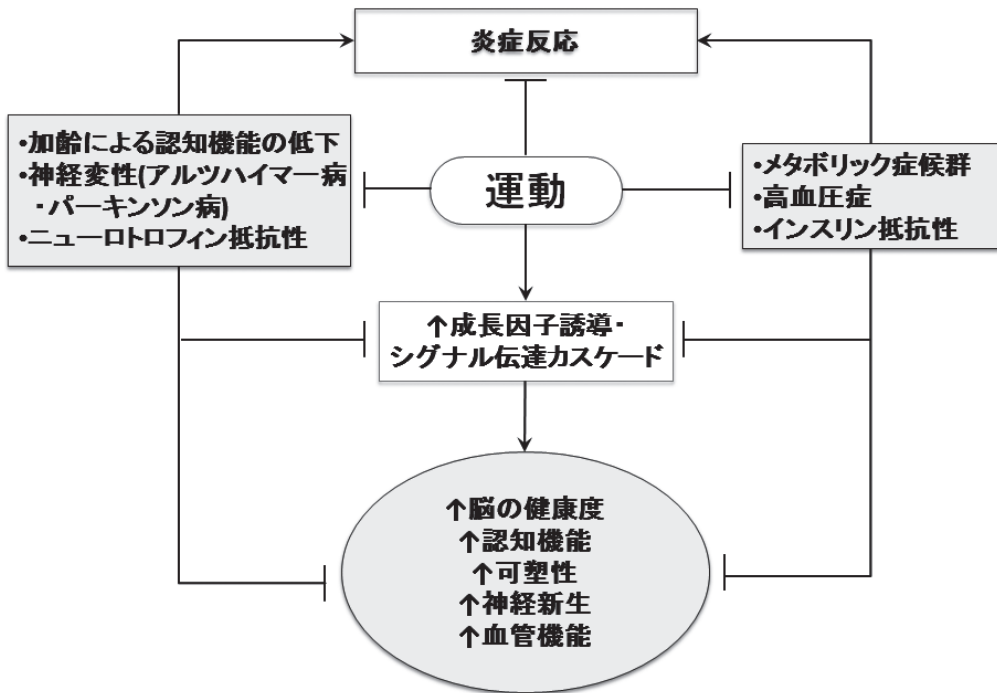 炎症反応
•加齢による認知機能の低下
•神経変性(アルツハイマー病
・パーキンソン病)
•ニューロトロフィン抵抗性
運動
•メタボリック症候群
•高血圧症
•インスリン抵抗性
↑成長因子誘導・
シグナル伝達カスケード
↑脳の健康度
↑認知機能
↑可塑性
↑神経新生
↑血管機能